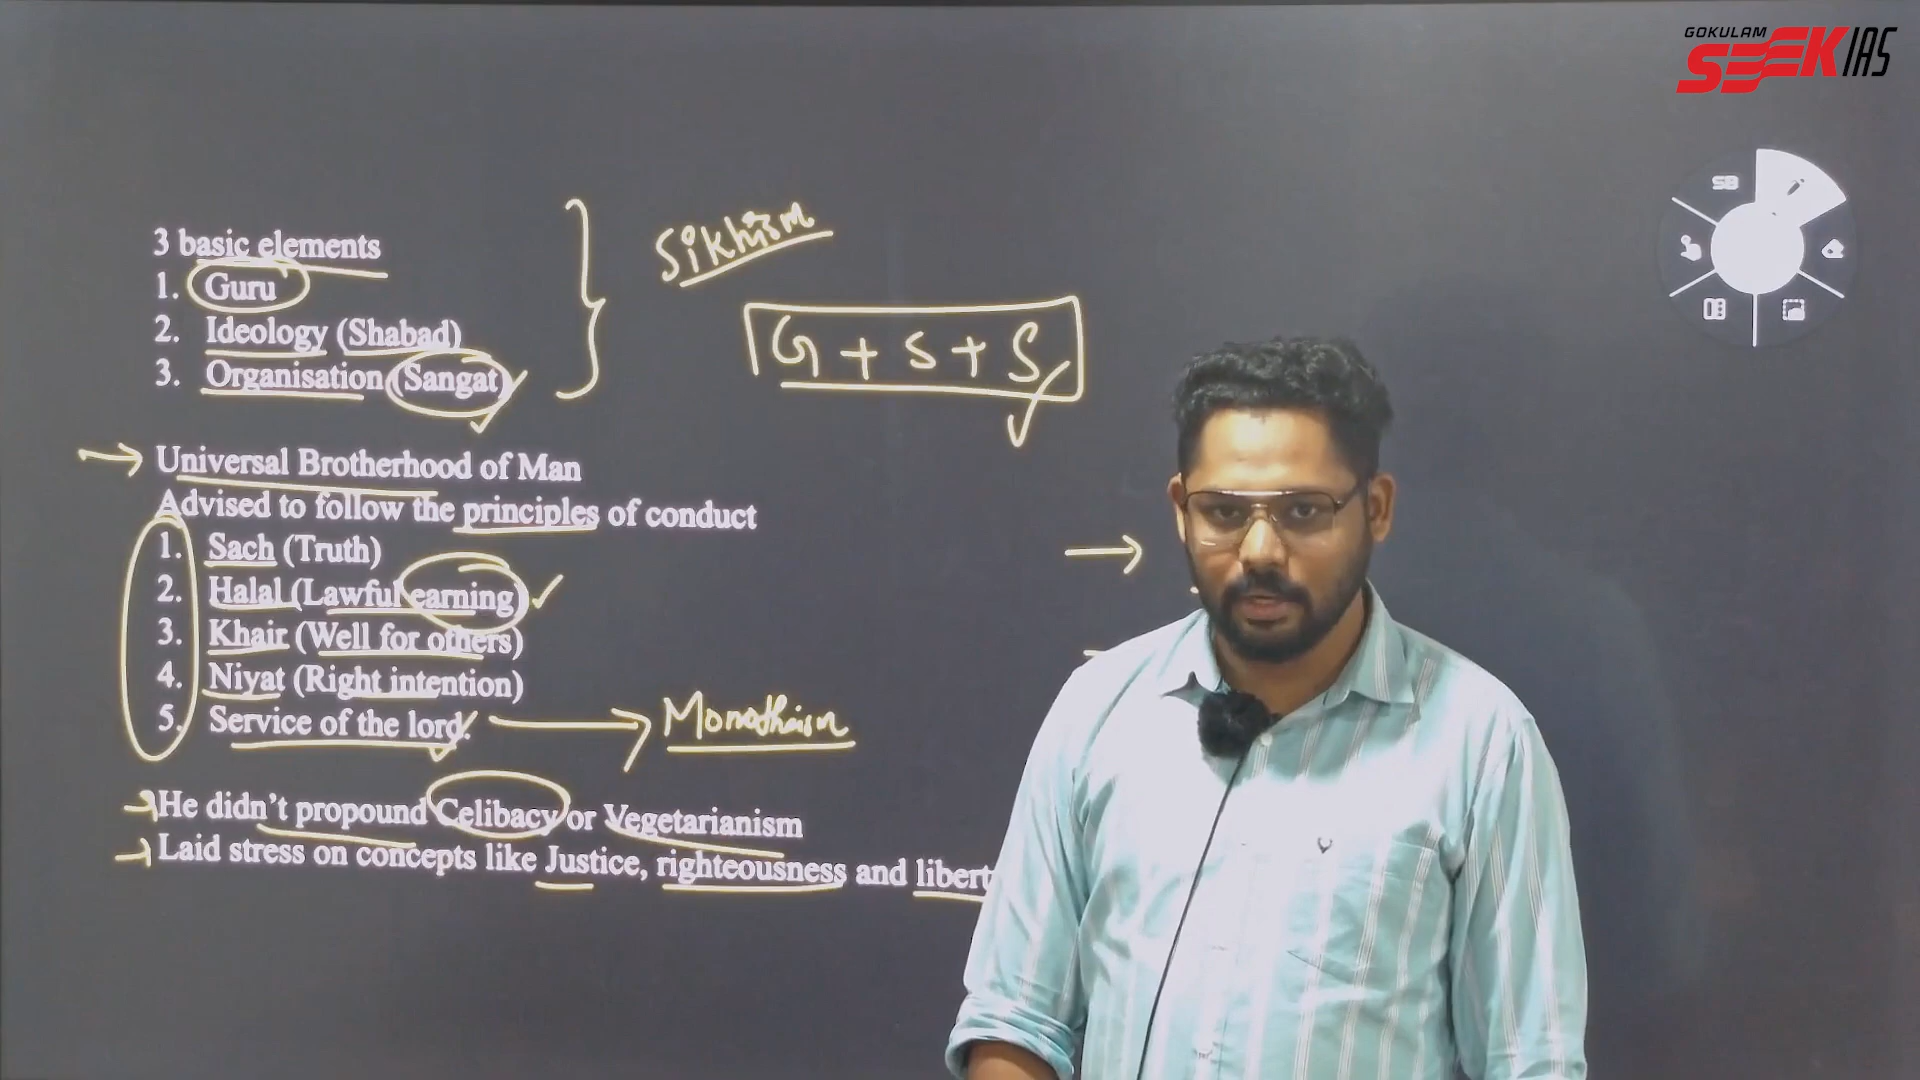 GOKULAM
SEEK IAS
3 basic elements
1. Guru
2. Ideology (Shabad)
3. Organisation (Sangat)
Sikhism
G + S + S
Universal Brotherhood of Man
Advised to follow the principles of conduct
1. Sach (Truth)
2. Halal (Lawful earning)
3. Khair (Well for others)
4. Niyat (Right intention)
5. Service of the lord.
Monotheism
He didn't propound Celibacy or Vegetarianism
Laid stress on concepts like Justice, righteousness and libert